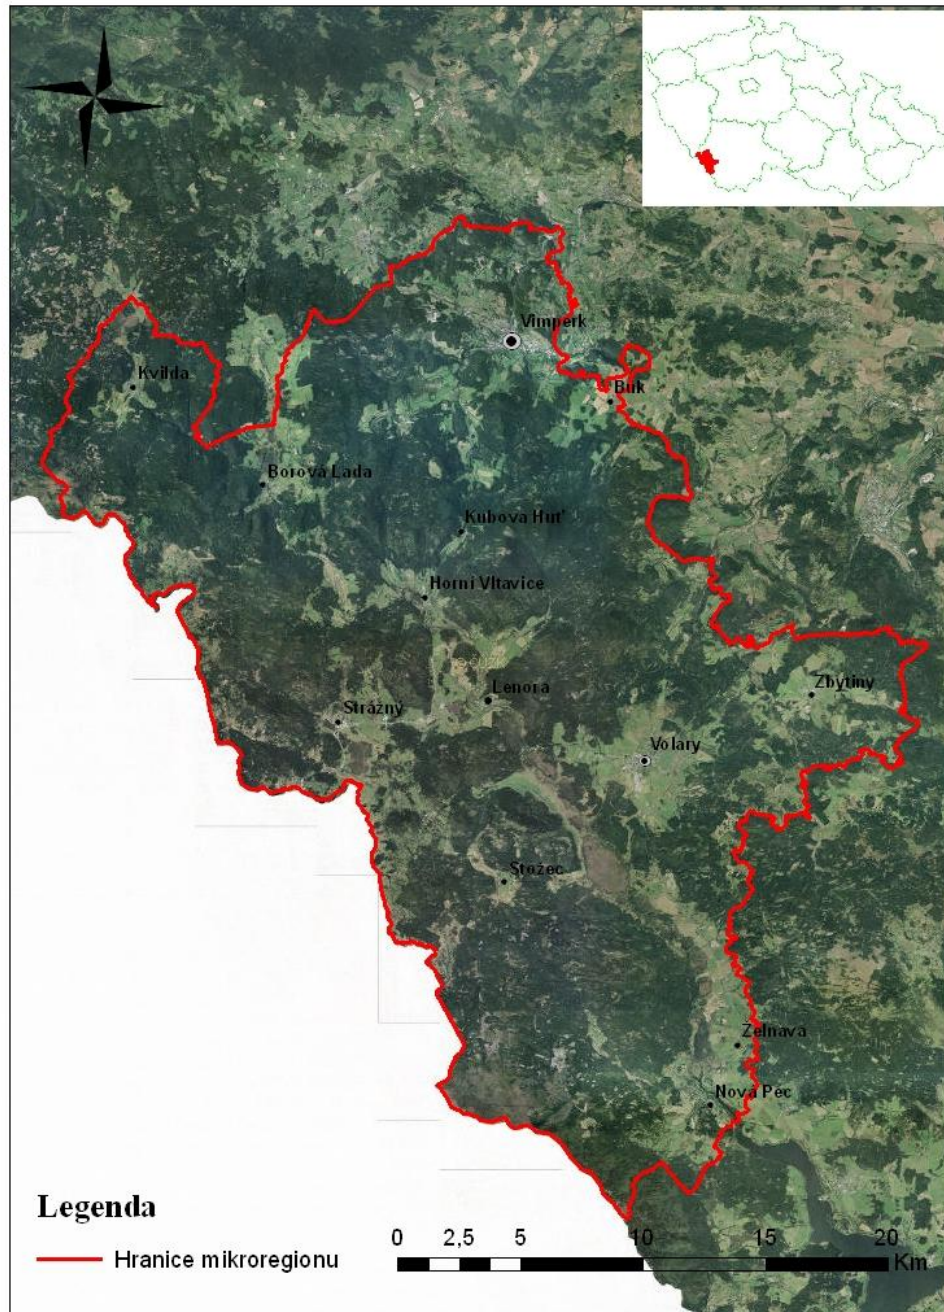 Vimperk
Kvilda
Buk
Borová Lada
Kubova Huť
Horní Vltavice
Zbytiny
Lenora
Strážný
Volary
Stožec
Želnava
Nová Pec
Legenda
Hranice mikroregionu
0 2,5 5 10 15 20
Km